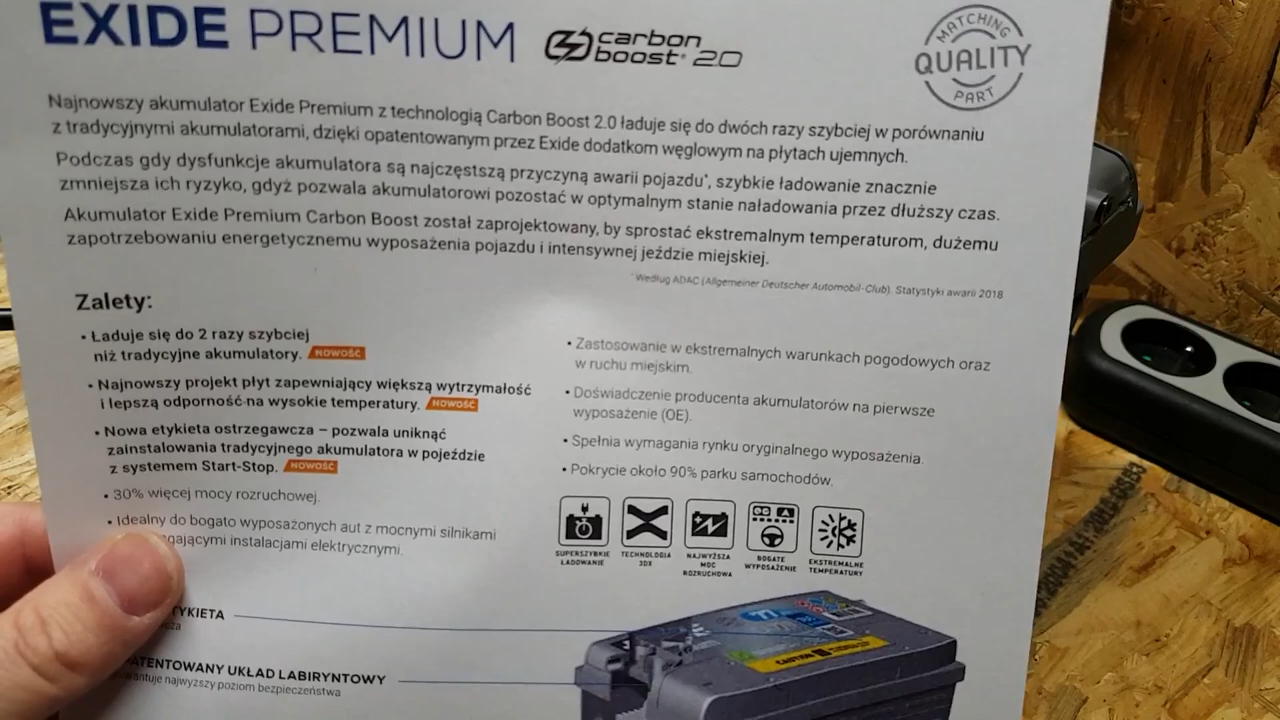 EXIDE PREMIUM carbon boost 2.0
MATCHING QUALITY PART
Najnowszy akumulator Exide Premium z technologią Carbon Boost 2.0 ładuje się do dwóch razy szybciej w porównaniu
z tradycyjnymi akumulatorami, dzięki opatentowanym przez Exide dodatkom węglowym na płytach ujemnych.
Podczas gdy dysfunkcje akumulatora są najczęstszą przyczyną awarii pojazdu*, szybkie ładowanie znacznie
zmniejsza ich ryzyko, gdyż pozwala akumulatorowi pozostać w optymalnym stanie naładowania przez dłuższy czas.
Akumulator Exide Premium Carbon Boost został zaprojektowany, by sprostać ekstremalnym temperaturom, dużemu
zapotrzebowaniu energetycznemu wyposażenia pojazdu i intensywnej jeździe miejskiej.
*Według ADAC (Allgemeiner Deutscher Automobil-Club). Statystyki awarii 2018
Zalety:
• Ładuje się do 2 razy szybciej
niż tradycyjne akumulatory. NOWOŚĆ
• Najnowszy projekt płyt zapewniający większą wytrzymałość
i lepszą odporność na wysokie temperatury. NOWOŚĆ
• Nowa etykieta ostrzegawcza – pozwala uniknąć
zainstalowania tradycyjnego akumulatora w pojeździe
z systemem Start-Stop. NOWOŚĆ
• 30% więcej mocy rozruchowej.
• Idealny do bogato wyposażonych aut z mocnymi silnikami
gającymi instalacjami elektrycznymi.
• Zastosowanie w ekstremalnych warunkach pogodowych oraz
w ruchu miejskim.
• Doświadczenie producenta akumulatorów na pierwsze
wyposażenie (OE).
• Spełnia wymagania rynku oryginalnego wyposażenia.
• Pokrycie około 90% parku samochodów.
SUPERSZYBKIE
ŁADOWANIE
TECHNOLOGIA
3DX
NAJWYŻSZA
MOC
ROZRUCHOWA
BOGATE
WYPOSAŻENIE
EKSTREMALNE
TEMPERATURY
TYKIETA
ATENTOWANY UKŁAD LABIRYNTOWY
antuje najwyższy poziom bezpieczeństwa
77
CAUTION